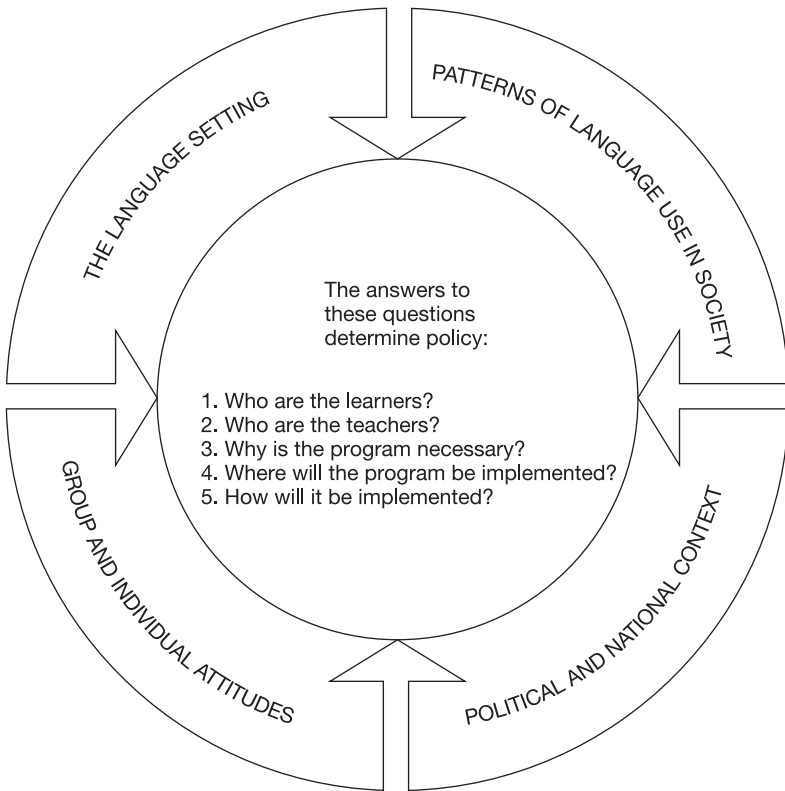 THE LANGUAGE SETTING
PATTERNS OF LANGUAGE USE IN SOCIETY
The answers to
these questions
determine policy:
1. Who are the learners?
2. Who are the teachers?
3. Why is the program necessary?
4. Where will the program be implemented?
5. How will it be implemented?
GROUP AND INDIVIDUAL ATTITUDES
POLITICAL AND NATIONAL CONTEXT